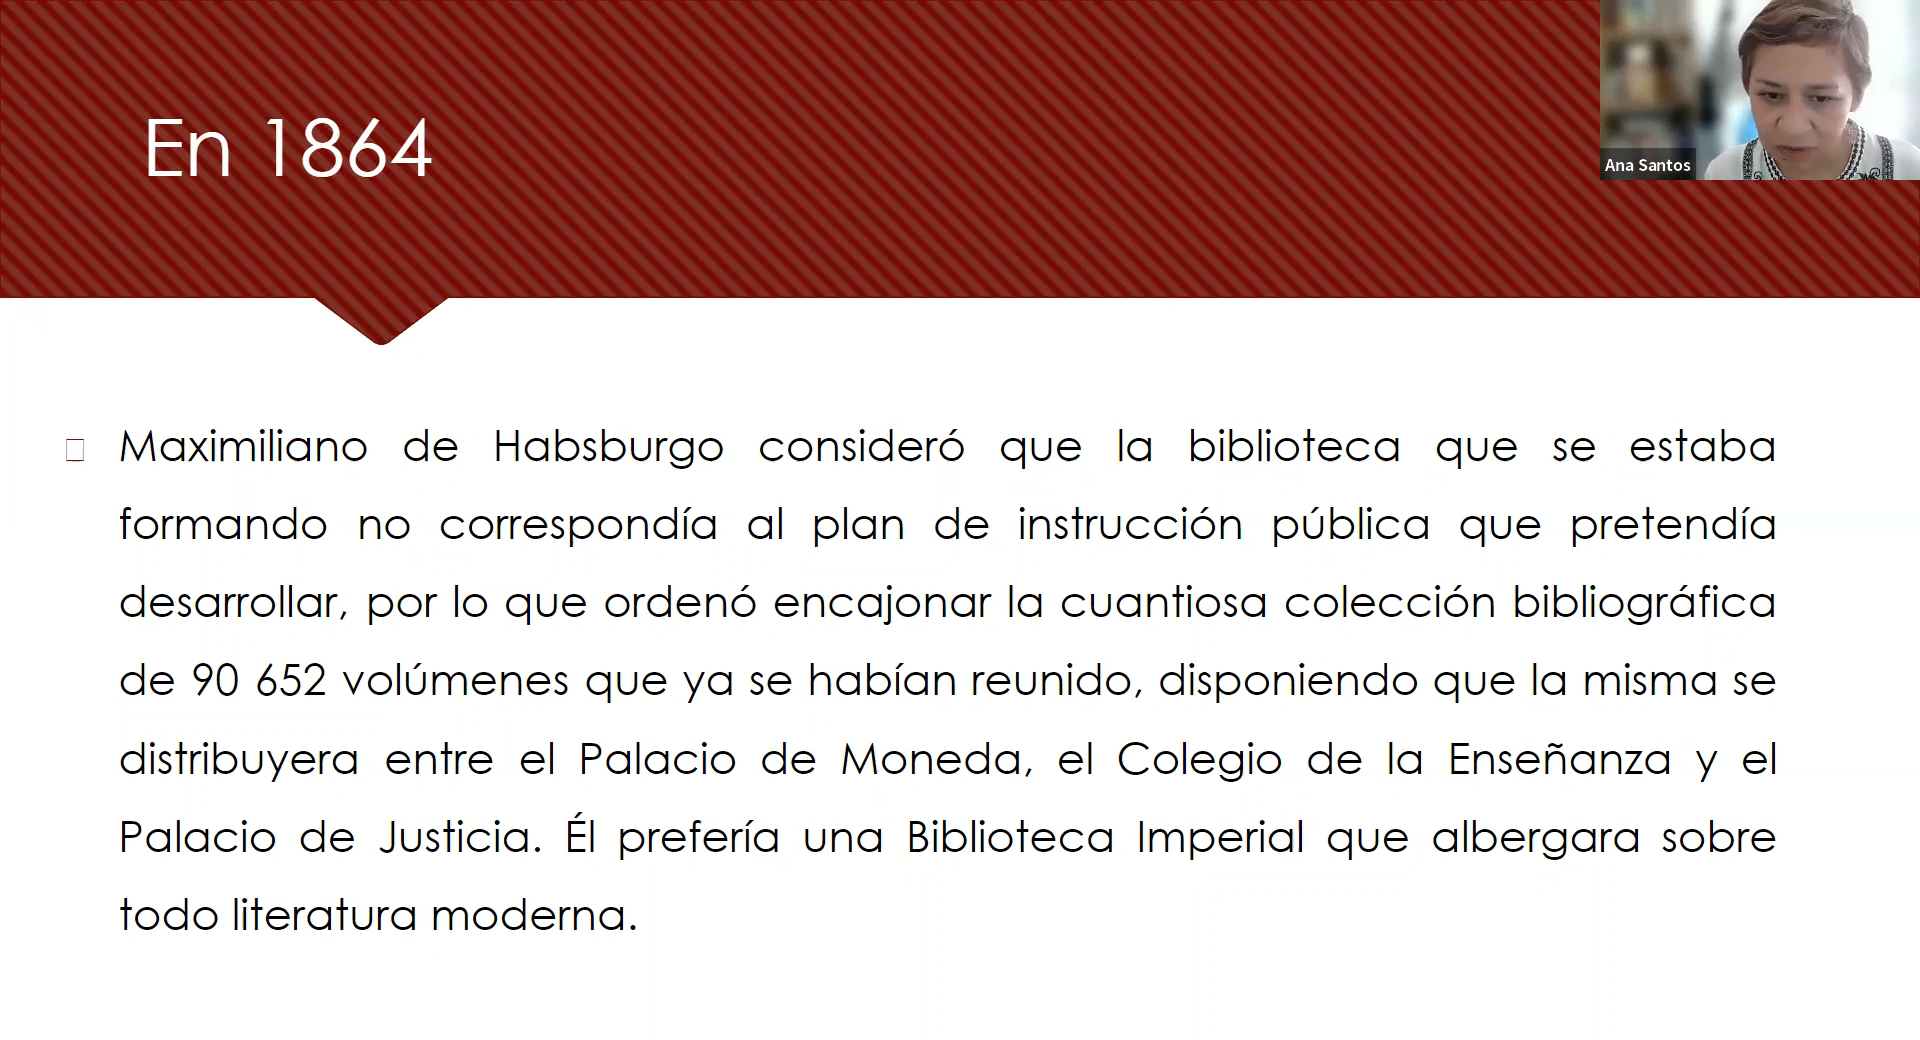 En 1864
Ana Santos
Maximiliano de Habsburgo consideró que la biblioteca que se estaba
formando no correspondía al plan de instrucción pública que pretendía
desarrollar, por lo que ordenó encajonar la cuantiosa colección bibliográfica
de 90 652 volúmenes que ya se habían reunido, disponiendo que la misma se
distribuyera entre el Palacio de Moneda, el Colegio de la Enseñanza y el
Palacio de Justicia. Él prefería una Biblioteca Imperial que albergara sobre
todo literatura moderna.